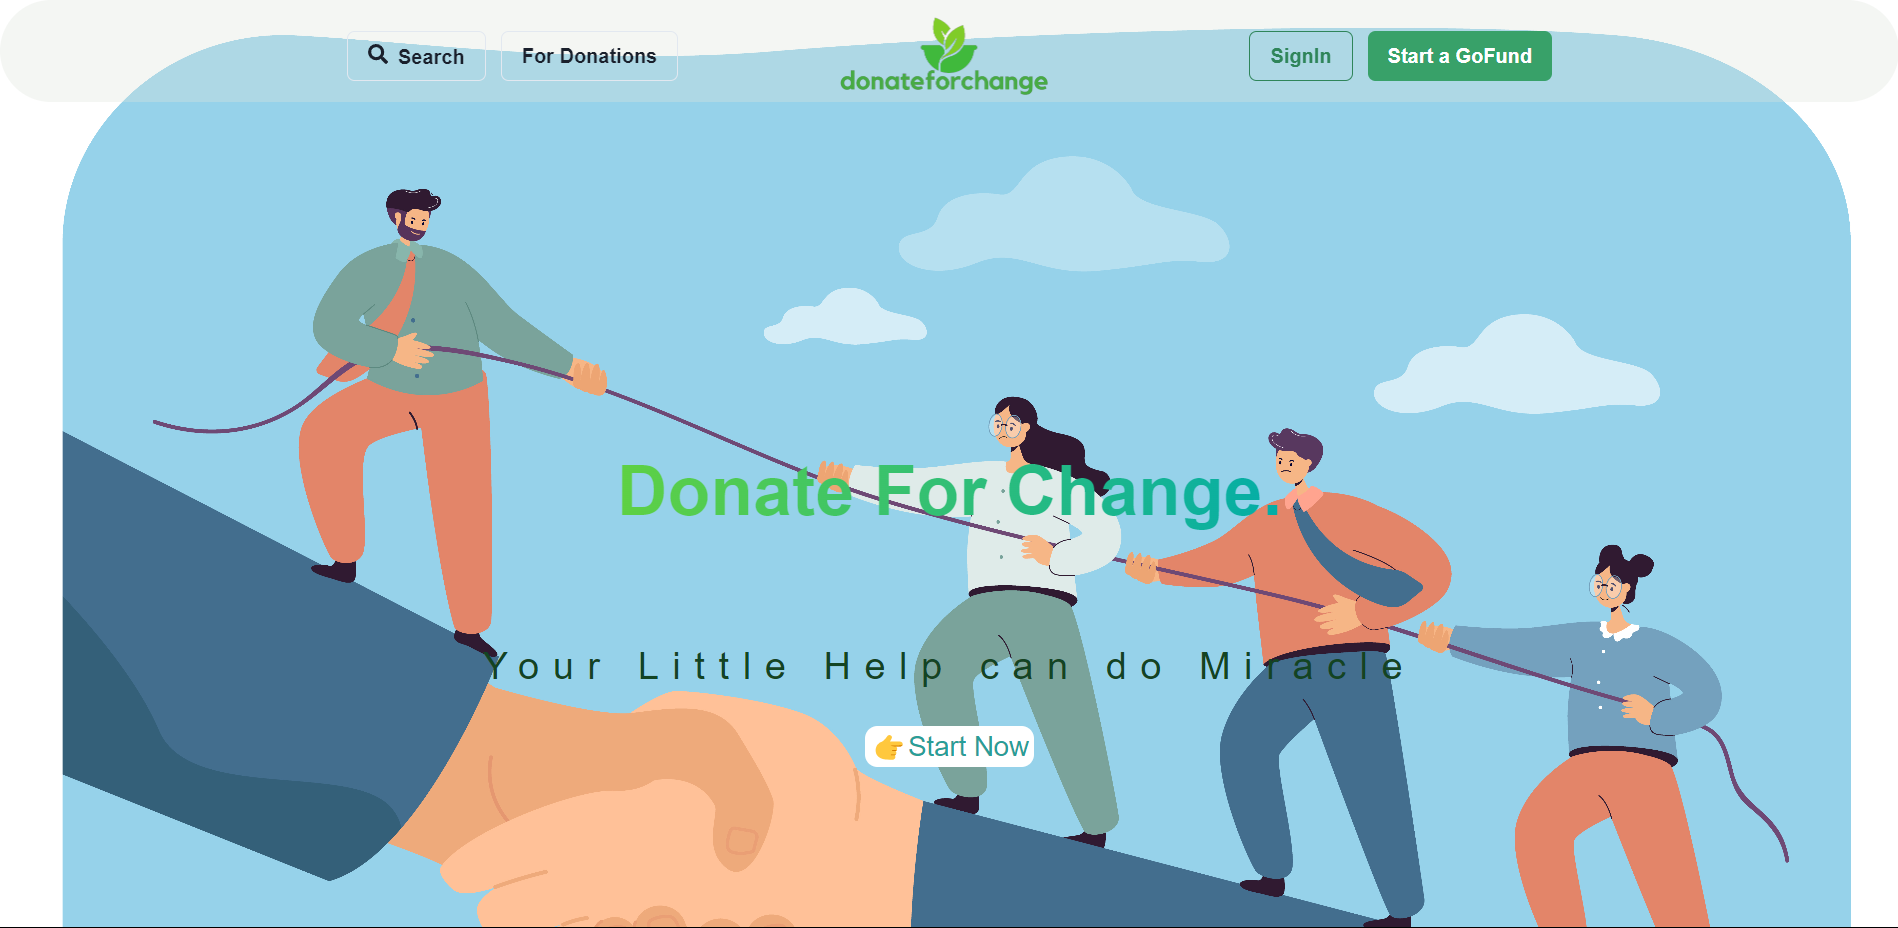 Search
For Donations
donateforchange
SignIn
Start a GoFund
Donate For Change.
Your Little Help can do Miracle
👉Start Now